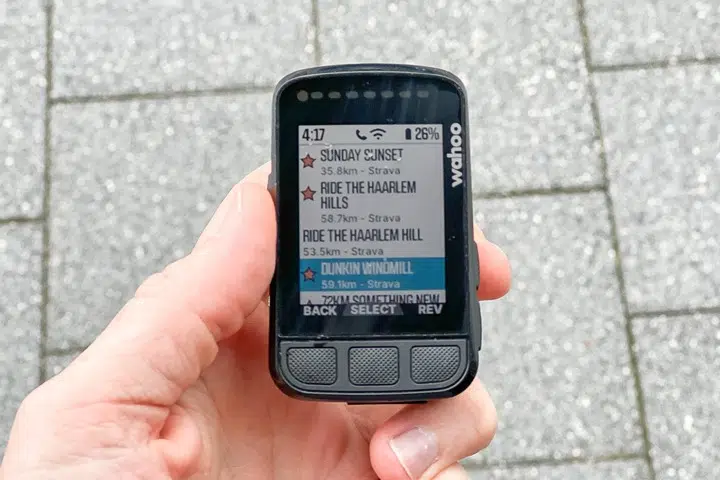 4:17 26%
wahoo
SUNDAY SUNSET
35.8km - Strava
RIDE THE HAARLEM
HILLS
58.7km - Strava
RIDE THE HAARLEM HILL
53.5km - Strava
DUNKIN WINDMILL
59.1km - Strava
72KM SOMETHING NEW
BACK SELECT REV